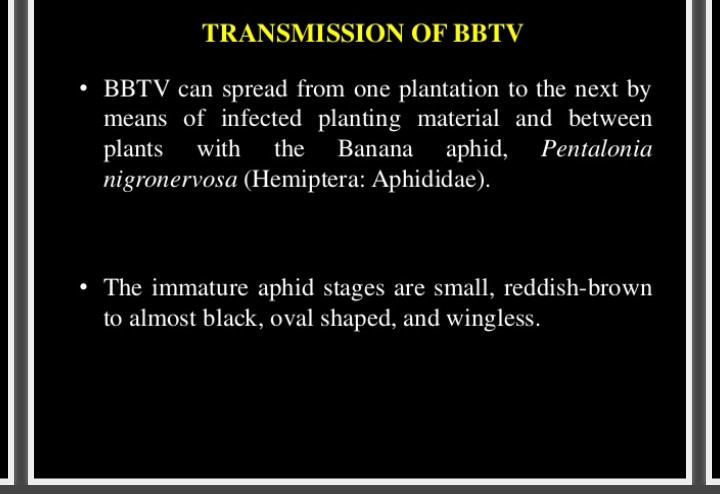 TRANSMISSION OF BBTV
• BBTV can spread from one plantation to the next by
means of infected planting material and between
plants with the Banana aphid, Pentalonia
nigronervosa (Hemiptera: Aphididae).
• The immature aphid stages are small, reddish-brown
to almost black, oval shaped, and wingless.